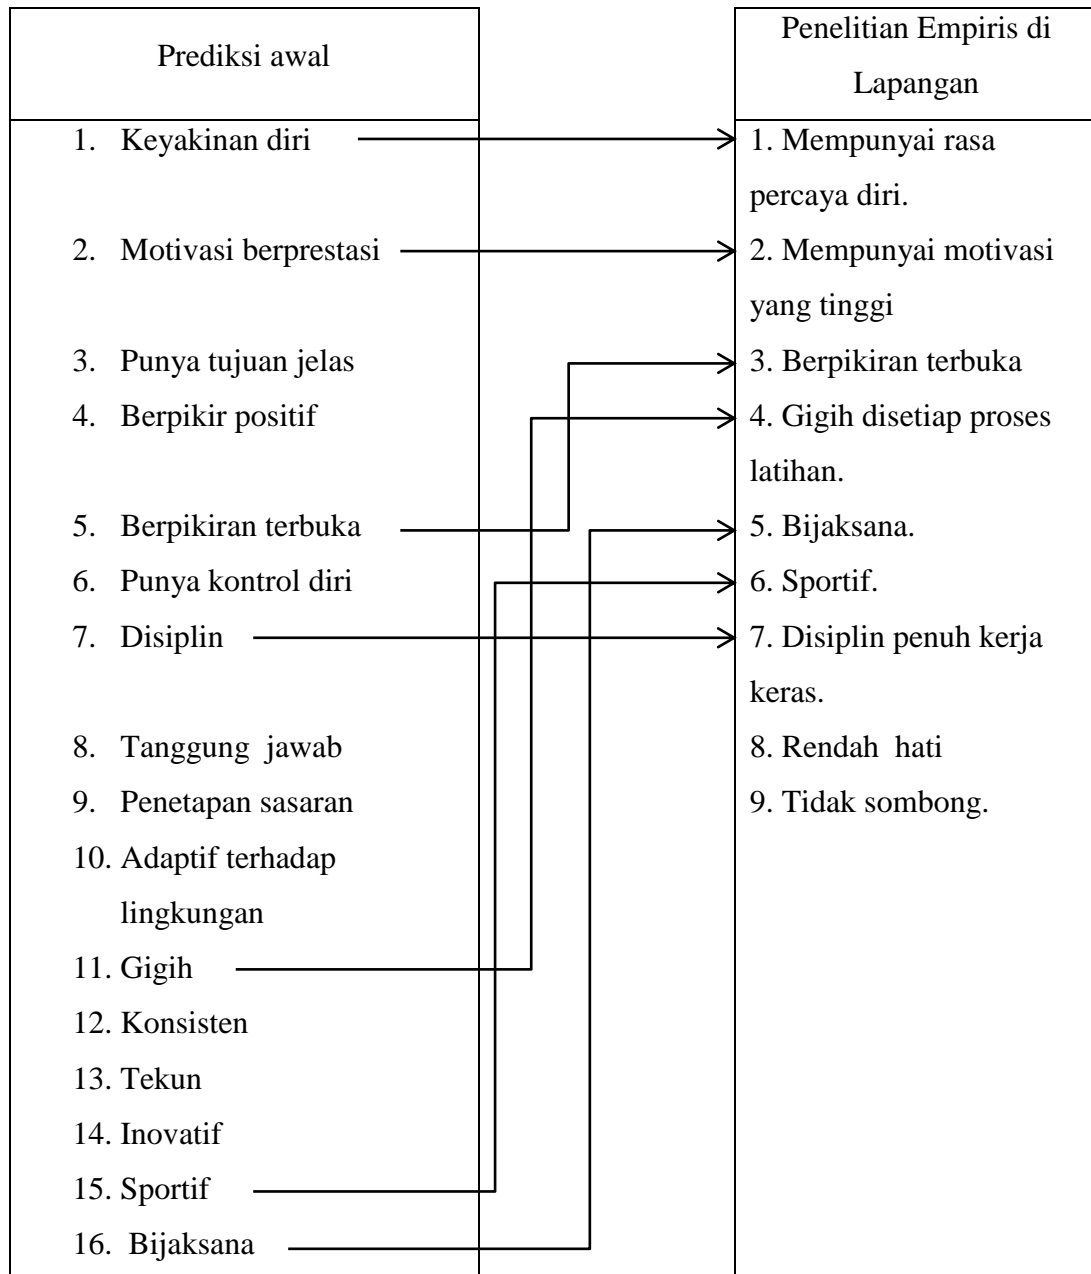 Prediksi awal
Penelitian Empiris di
Lapangan
1. Keyakinan diri
2. Motivasi berprestasi
3. Punya tujuan jelas
4. Berpikir positif
5. Berpikiran terbuka
6. Punya kontrol diri
7. Disiplin
8. Tanggung jawab
9. Penetapan sasaran
10. Adaptif terhadap
lingkungan
11. Gigih
12. Konsisten
13. Tekun
14. Inovatif
15. Sportif
16. Bijaksana
1. Mempunyai rasa
percaya diri.
2. Mempunyai motivasi
yang tinggi
3. Berpikiran terbuka
4. Gigih disetiap proses
latihan.
5. Bijaksana.
6. Sportif.
7. Disiplin penuh kerja
keras.
8. Rendah hati
9. Tidak sombong.